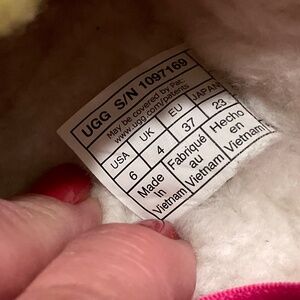 UGG S/N 1097169
May be covered by Pat:
www.ugg.com/patents
USA UK EU JAPAN
6 4 37 23
Made in Vietnam
Fabriqué au Vietnam
Hecho en Vietnam